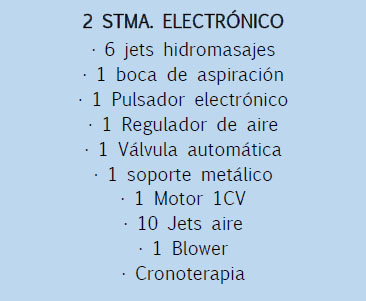 2 STMA. ELECTRÓNICO
· 6 jets hidromasajes
· 1 boca de aspiración
· 1 Pulsador electrónico
· 1 Regulador de aire
· 1 Válvula automática
· 1 soporte metálico
· 1 Motor 1CV
· 10 Jets aire
· 1 Blower
· Cronoterapia